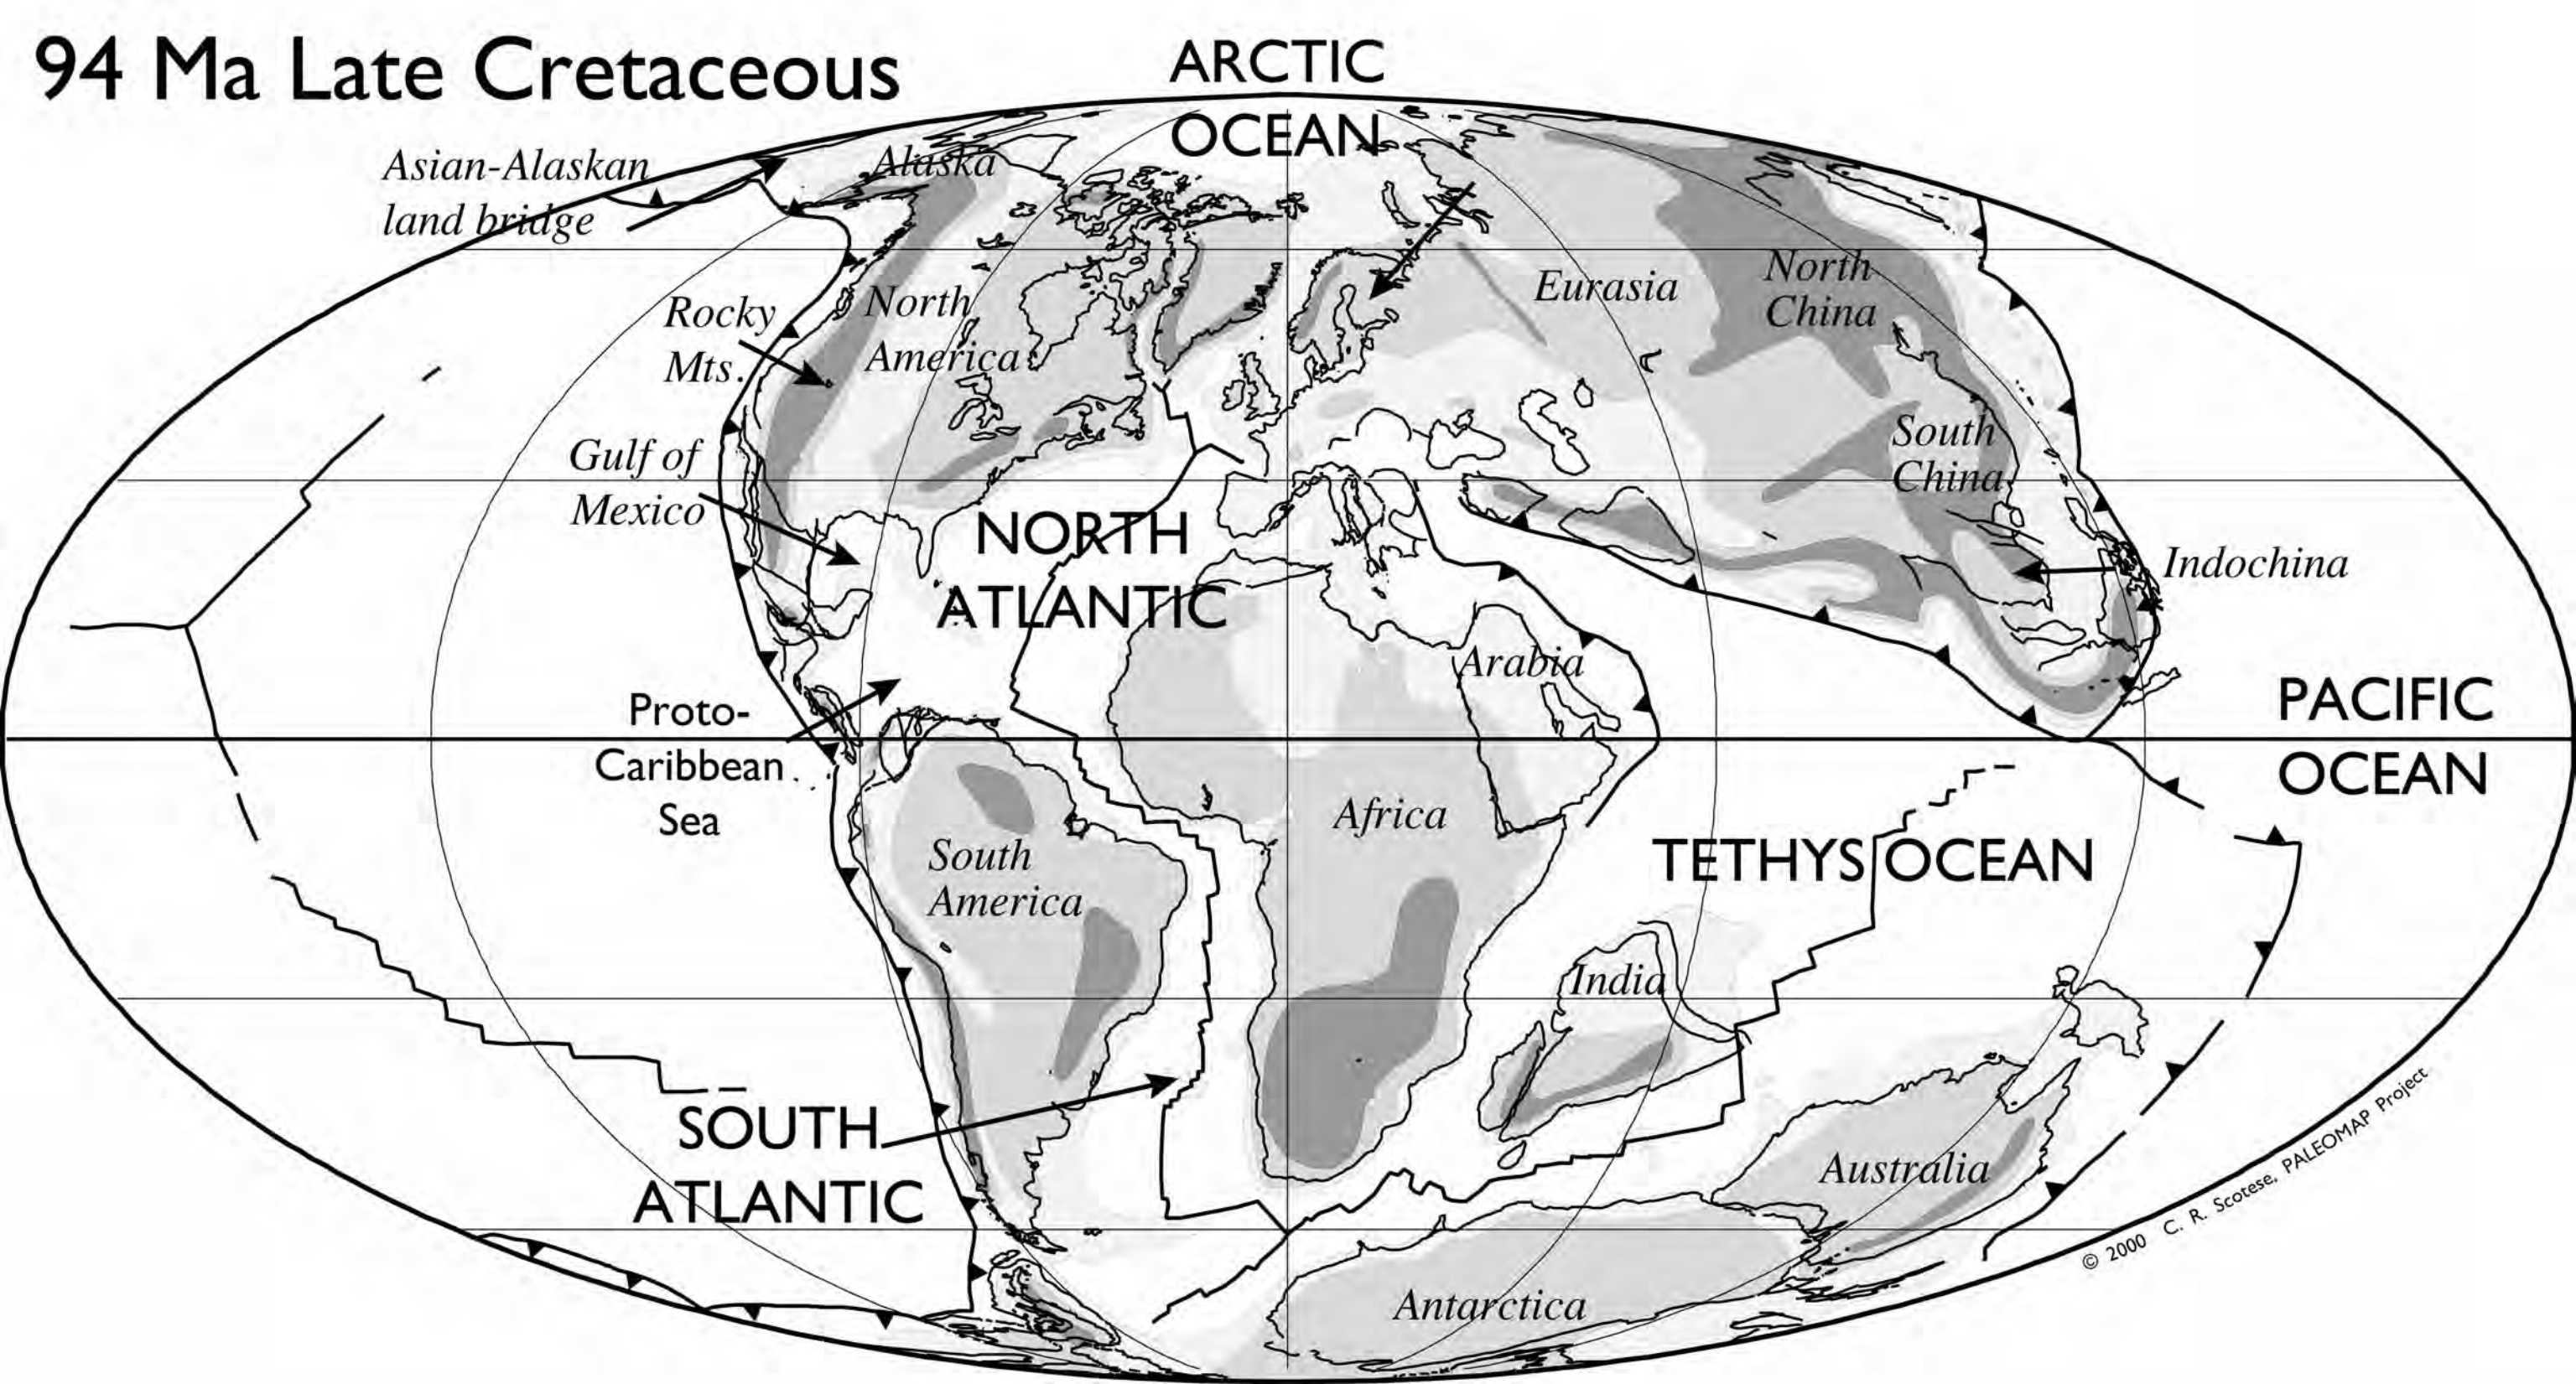 94 Ma Late Cretaceous
ARCTIC
OCEAN
Asian-Alaskan
land bridge
Alaska
Rocky
Mts.
North
America
Eurasia
North
China
Gulf of
Mexico
South
China
NORTH
ATLANTIC
Indochina
Arabia
Proto-
Caribbean
Sea
PACIFIC
OCEAN
Africa
South
America
TETHYS OCEAN
India
SOUTH
ATLANTIC
Australia
Antarctica
© 2000 C. R. Scotese, PALEOMAP Project